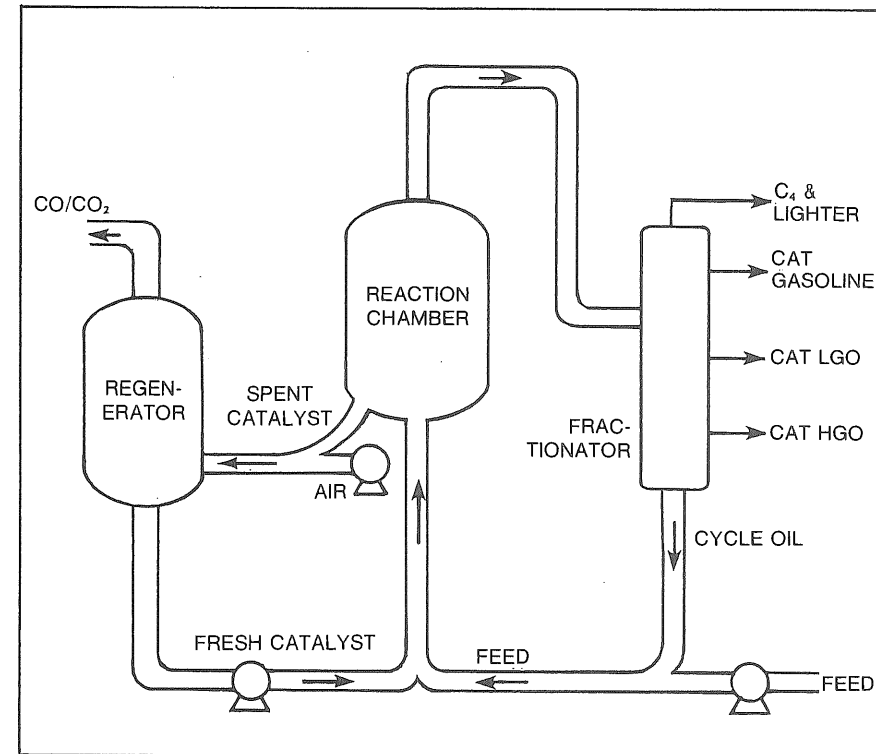 CO/CO₂
C₄ &
LIGHTER
CAT
GASOLINE
REACTION
CHAMBER
REGEN-
ERATOR
SPENT
CATALYST
CAT LGO
FRAC-
TIONATOR
CAT HGO
AIR
CYCLE OIL
FRESH CATALYST
FEED
FEED